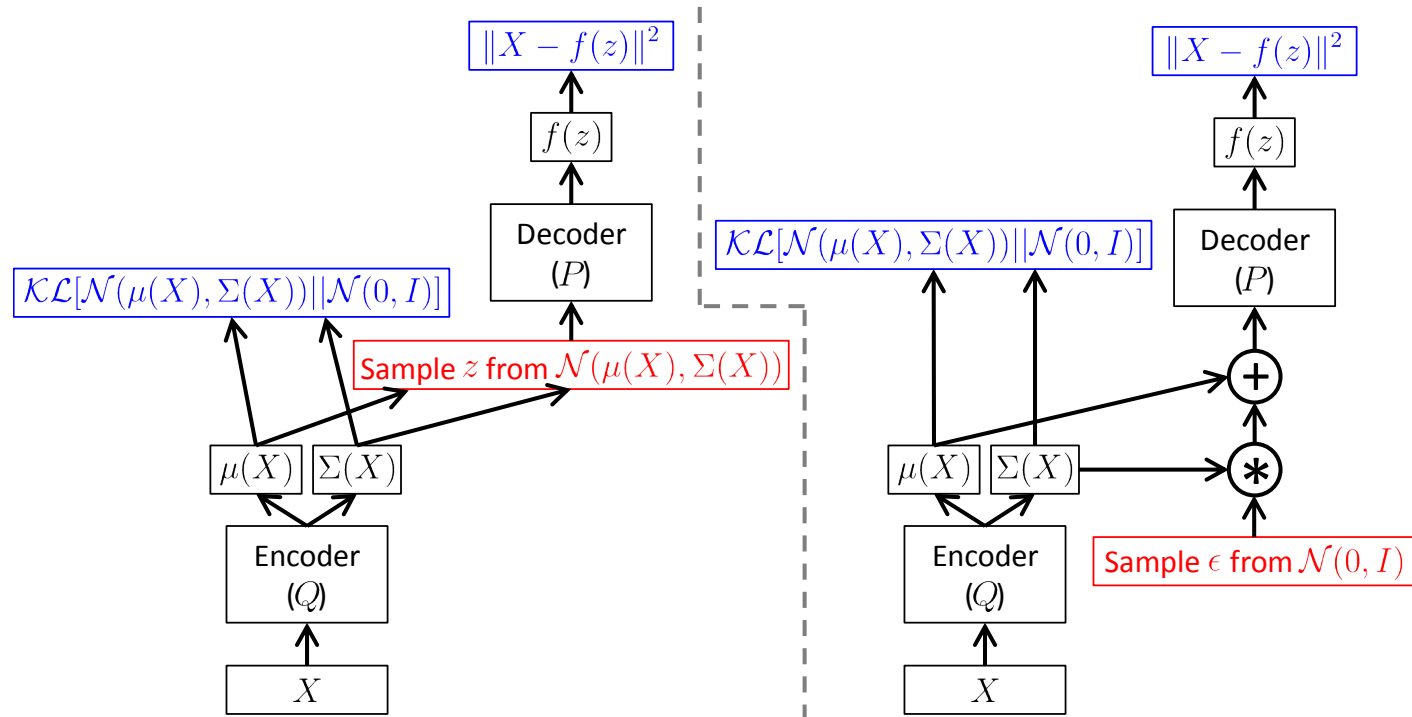 ‖X − f(z)‖²
f(z)
Decoder
(P)
𝒦ℒ[𝒩(μ(X), Σ(X))||𝒩(0, I)]
Sample z from 𝒩(μ(X), Σ(X))
μ(X) Σ(X)
Encoder
(Q)
X
‖X − f(z)‖²
f(z)
Decoder
(P)
𝒦ℒ[𝒩(μ(X), Σ(X))||𝒩(0, I)]
+
μ(X) Σ(X) *
Encoder
(Q)
Sample ϵ from 𝒩(0, I)
X